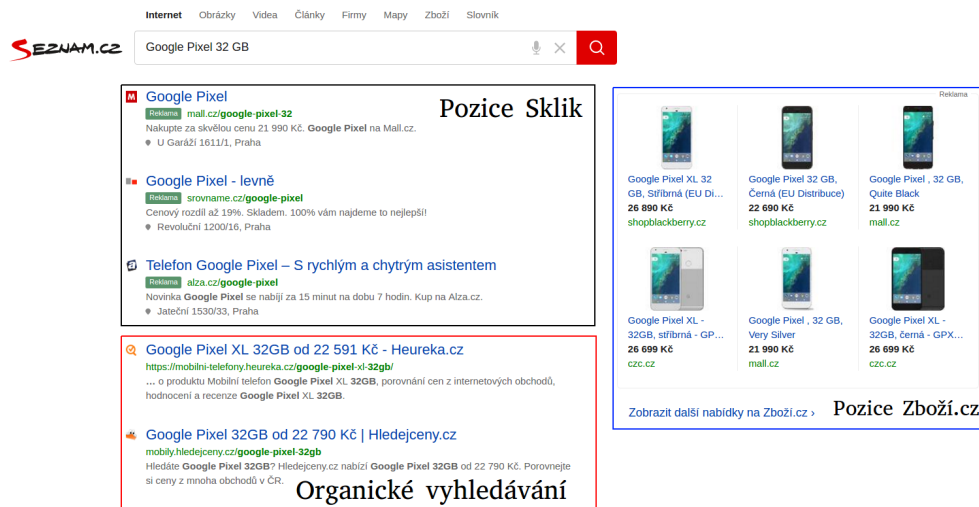 Internet Obrázky Videa Články Firmy Mapy Zboží Slovník
SEZNAM.CZ
Google Pixel 32 GB
Google Pixel
Reklama mall.cz/google-pixel-32
Nakupte za skvělou cenu 21 990 Kč. Google Pixel na Mall.cz.
U Garáží 1611/1, Praha
Pozice Sklik
Google Pixel - levně
Reklama srovname.cz/google-pixel
Cenový rozdíl až 19%. Skladem. 100% vám najdeme to nejlepší!
Revoluční 1200/16, Praha
Telefon Google Pixel – S rychlým a chytrým asistentem
Reklama alza.cz/google-pixel
Novinka Google Pixel se nabíjí za 15 minut na dobu 7 hodin. Kup na Alza.cz.
Jateční 1530/33, Praha
Google Pixel XL 32GB od 22 591 Kč - Heureka.cz
https://mobilni-telefony.heureka.cz/google-pixel-xl-32gb/
... o produktu Mobilní telefon Google Pixel XL 32GB, porovnání cen z internetových obchodů,
hodnocení a recenze Google Pixel XL 32GB.
Google Pixel 32GB od 22 790 Kč | Hledejceny.cz
mobily.hledejceny.cz/google-pixel-32gb
Hledáte Google Pixel 32GB? Hledejceny.cz nabízí Google Pixel 32GB od 22 790 Kč. Porovnejte
si ceny z mnoha obchodů v ČR.
Organické vyhledávání
Reklama
Google Pixel XL 32
GB, Stříbrná (EU Di...
26 890 Kč
shopblackberry.cz
Google Pixel 32 GB,
Černá (EU Distribuce)
22 690 Kč
shopblackberry.cz
Google Pixel , 32 GB,
Quite Black
21 990 Kč
mall.cz
Google Pixel XL -
32GB, stříbrná - GP...
26 699 Kč
czc.cz
Google Pixel , 32 GB,
Very Silver
21 990 Kč
mall.cz
Google Pixel XL -
32GB, černá - GPX...
26 699 Kč
czc.cz
Zobrazit další nabídky na Zboží.cz ›
Pozice Zboží.cz